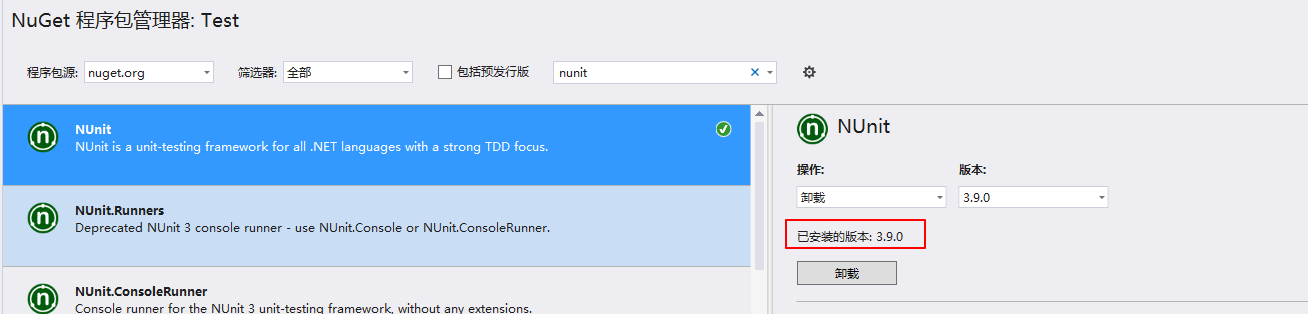 NuGet 程序包管理器: Test
程序包源: nuget.org 筛选器: 全部 包括预发行版 nunit
NUnit
NUnit is a unit-testing framework for all .NET languages with a strong TDD focus.
NUnit.Runners
Deprecated NUnit 3 console runner - use NUnit.Console or NUnit.ConsoleRunner.
NUnit.ConsoleRunner
Console runner for the NUnit 3 unit-testing framework, without any extensions.
NUnit
操作: 版本:
卸载 3.9.0
已安装的版本: 3.9.0
卸载